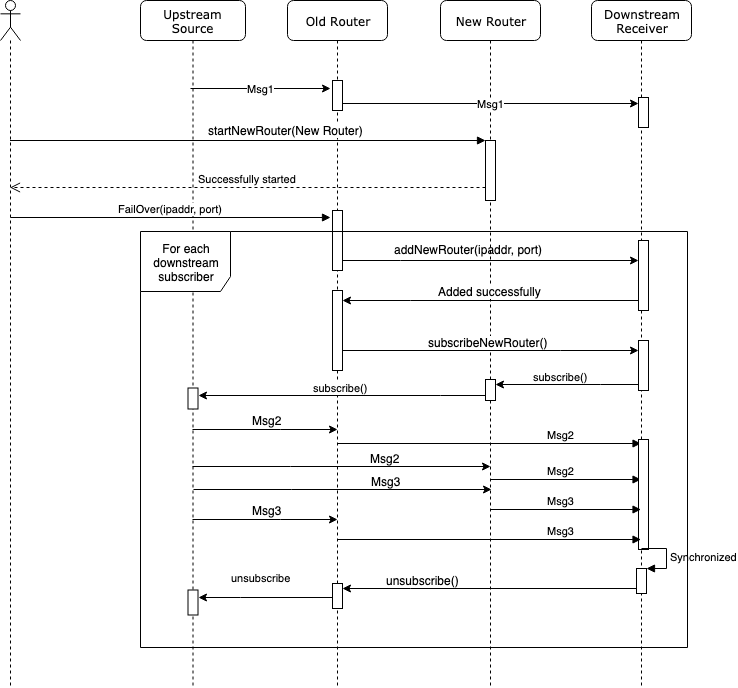 Upstream
Source
Old Router
New Router
Downstream
Receiver
Msg1
Msg1
startNewRouter(New Router)
Successfully started
FailOver(ipaddr, port)
For each
downstream
subscriber
addNewRouter(ipaddr, port)
Added successfully
subscribeNewRouter()
subscribe()
subscribe()
Msg2
Msg2
Msg2
Msg2
Msg3
Msg3
Msg3
Msg3
Synchronized
unsubscribe
unsubscribe()